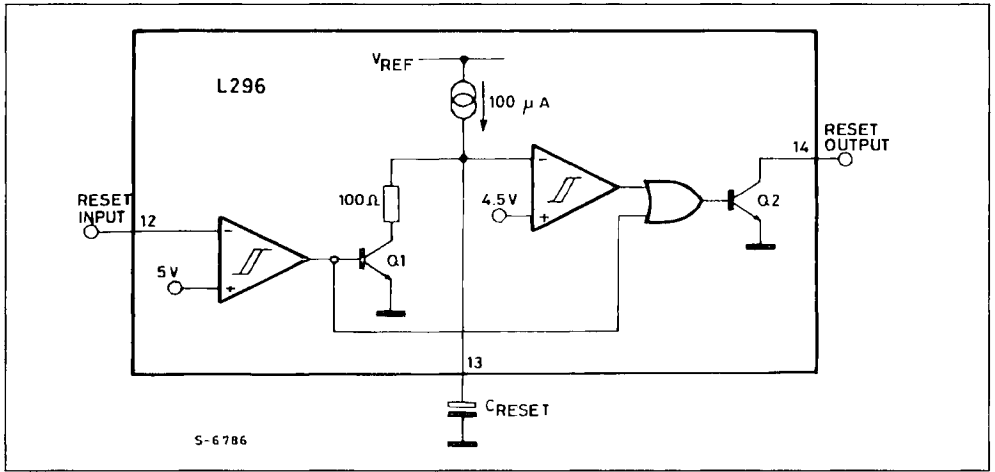 L296
VREF
100 µA
RESET
INPUT
12
5V
-
+
100Ω
Q1
4.5V
-
+
Q2
14
RESET
OUTPUT
13
CRESET
S-6786